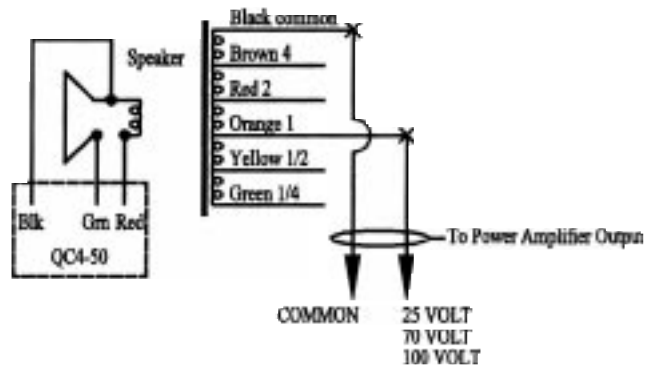 Black common
Speaker
Brown 4
Red 2
Orange 1
Yellow 1/2
Green 1/4
Blk Grn Red
QC4-50
To Power Amplifier Output
COMMON 25 VOLT
70 VOLT
100 VOLT